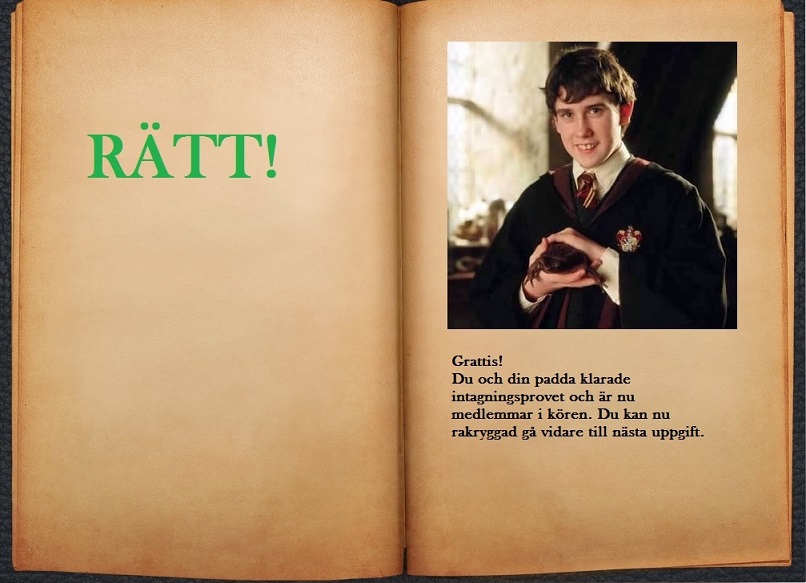 RÄTT!
Grattis!
Du och din padda klarade
intagningsprovet och är nu
medlemmar i kören. Du kan nu
rakryggad gå vidare till nästa uppgift.